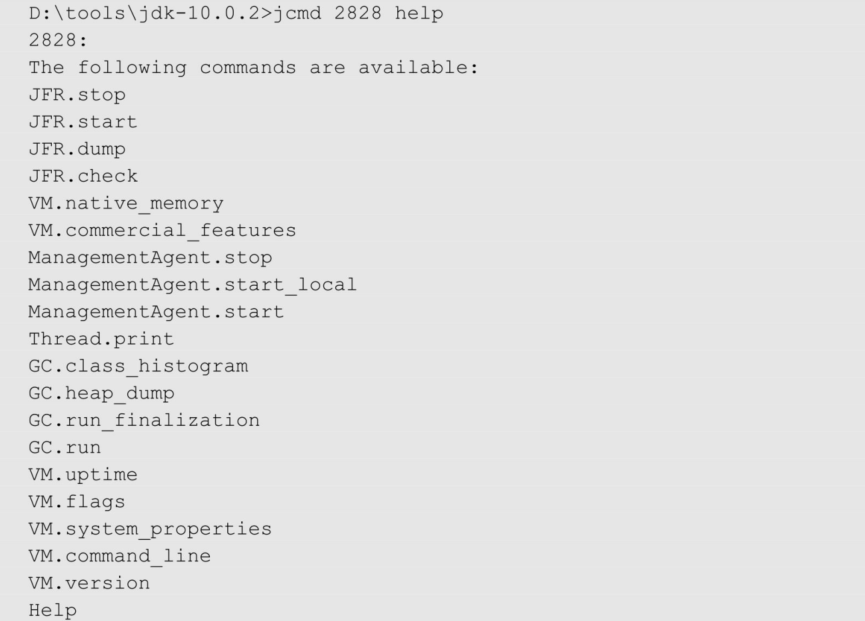 D:\tools\jdk-10.0.2>jcmd 2828 help
2828:
The following commands are available:
JFR.stop
JFR.start
JFR.dump
JFR.check
VM.native_memory
VM.commercial_features
ManagementAgent.stop
ManagementAgent.start_local
ManagementAgent.start
Thread.print
GC.class_histogram
GC.heap_dump
GC.run_finalization
GC.run
VM.uptime
VM.flags
VM.system_properties
VM.command_line
VM.version
Help